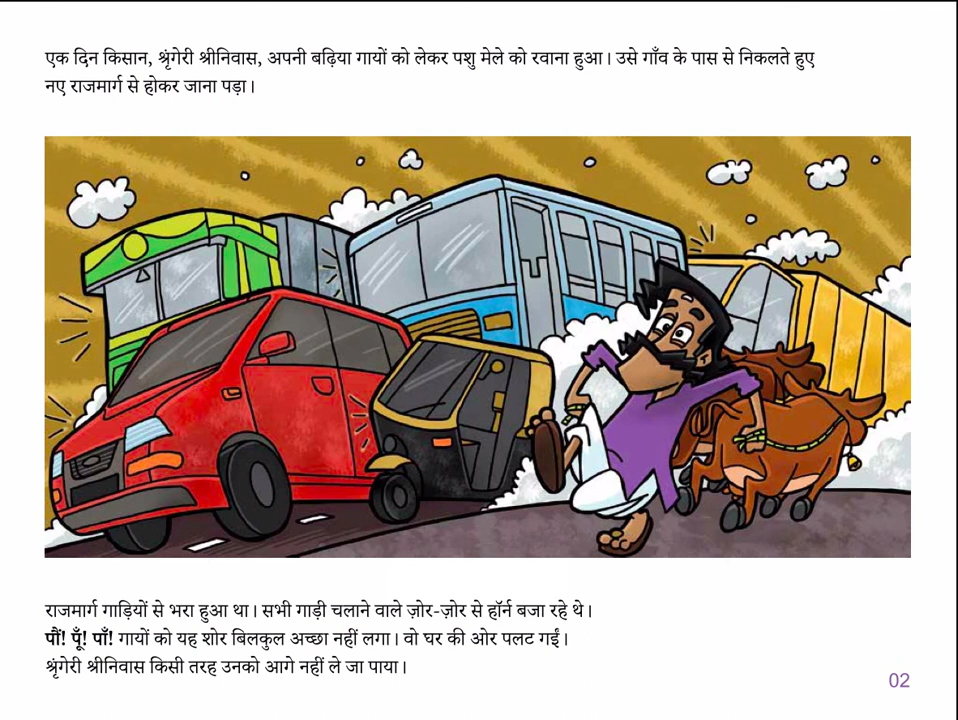 एक दिन किसान, श्रृंगेरी श्रीनिवास, अपनी बढ़िया गायों को लेकर पशु मेले को रवाना हुआ। उसे गाँव के पास से निकलते हुए
नए राजमार्ग से होकर जाना पड़ा।
राजमार्ग गाड़ियों से भरा हुआ था। सभी गाड़ी चलाने वाले ज़ोर-ज़ोर से हॉर्न बजा रहे थे।
पौं! पूँ! पाँ! गायों को यह शोर बिलकुल अच्छा नहीं लगा। वो घर की ओर पलट गईं।
श्रृंगेरी श्रीनिवास किसी तरह उनको आगे नहीं ले जा पाया।
02